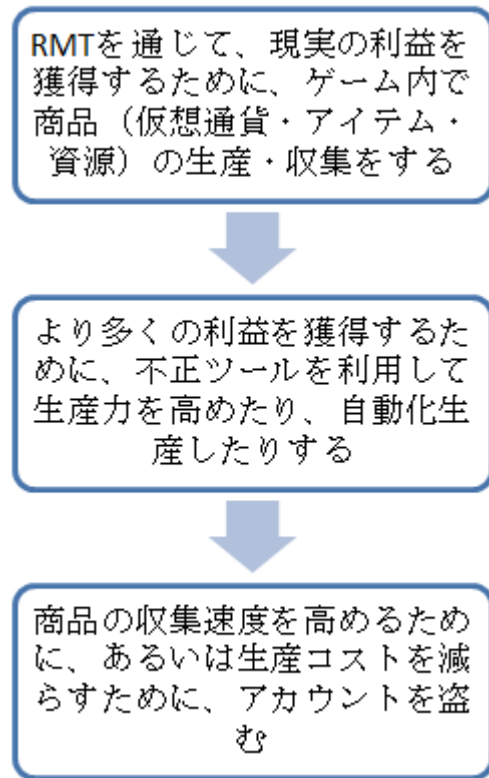 RMTを通じて、現実の利益を
獲得するために、ゲーム内で
商品（仮想通貨・アイテム・
資源）の生産・収集をする
より多くの利益を獲得するた
めに、不正ツールを利用して
生産力を高めたり、自動化生
産したりする
商品の収集速度を高めるため
に、あるいは生産コストを減
らすために、アカウントを盗
む